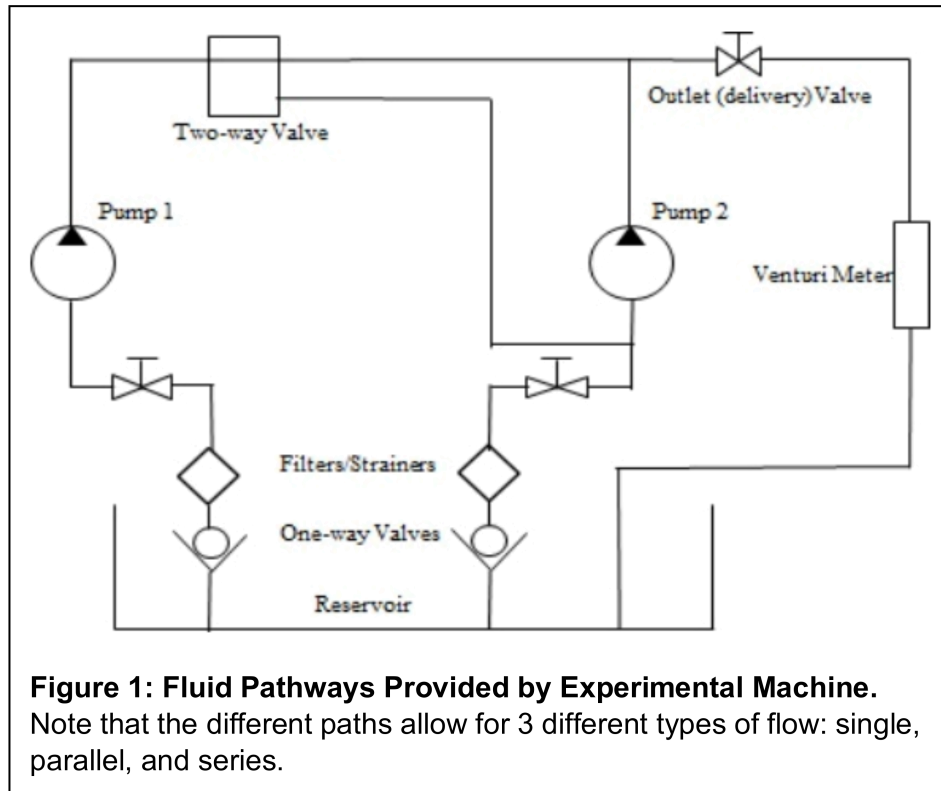 Outlet (delivery) Valve
Two-way Valve
Pump 1
Pump 2
Venturi Meter
Filters/Strainers
One-way Valves
Reservoir
Figure 1: Fluid Pathways Provided by Experimental Machine.
Note that the different paths allow for 3 different types of flow: single,
parallel, and series.